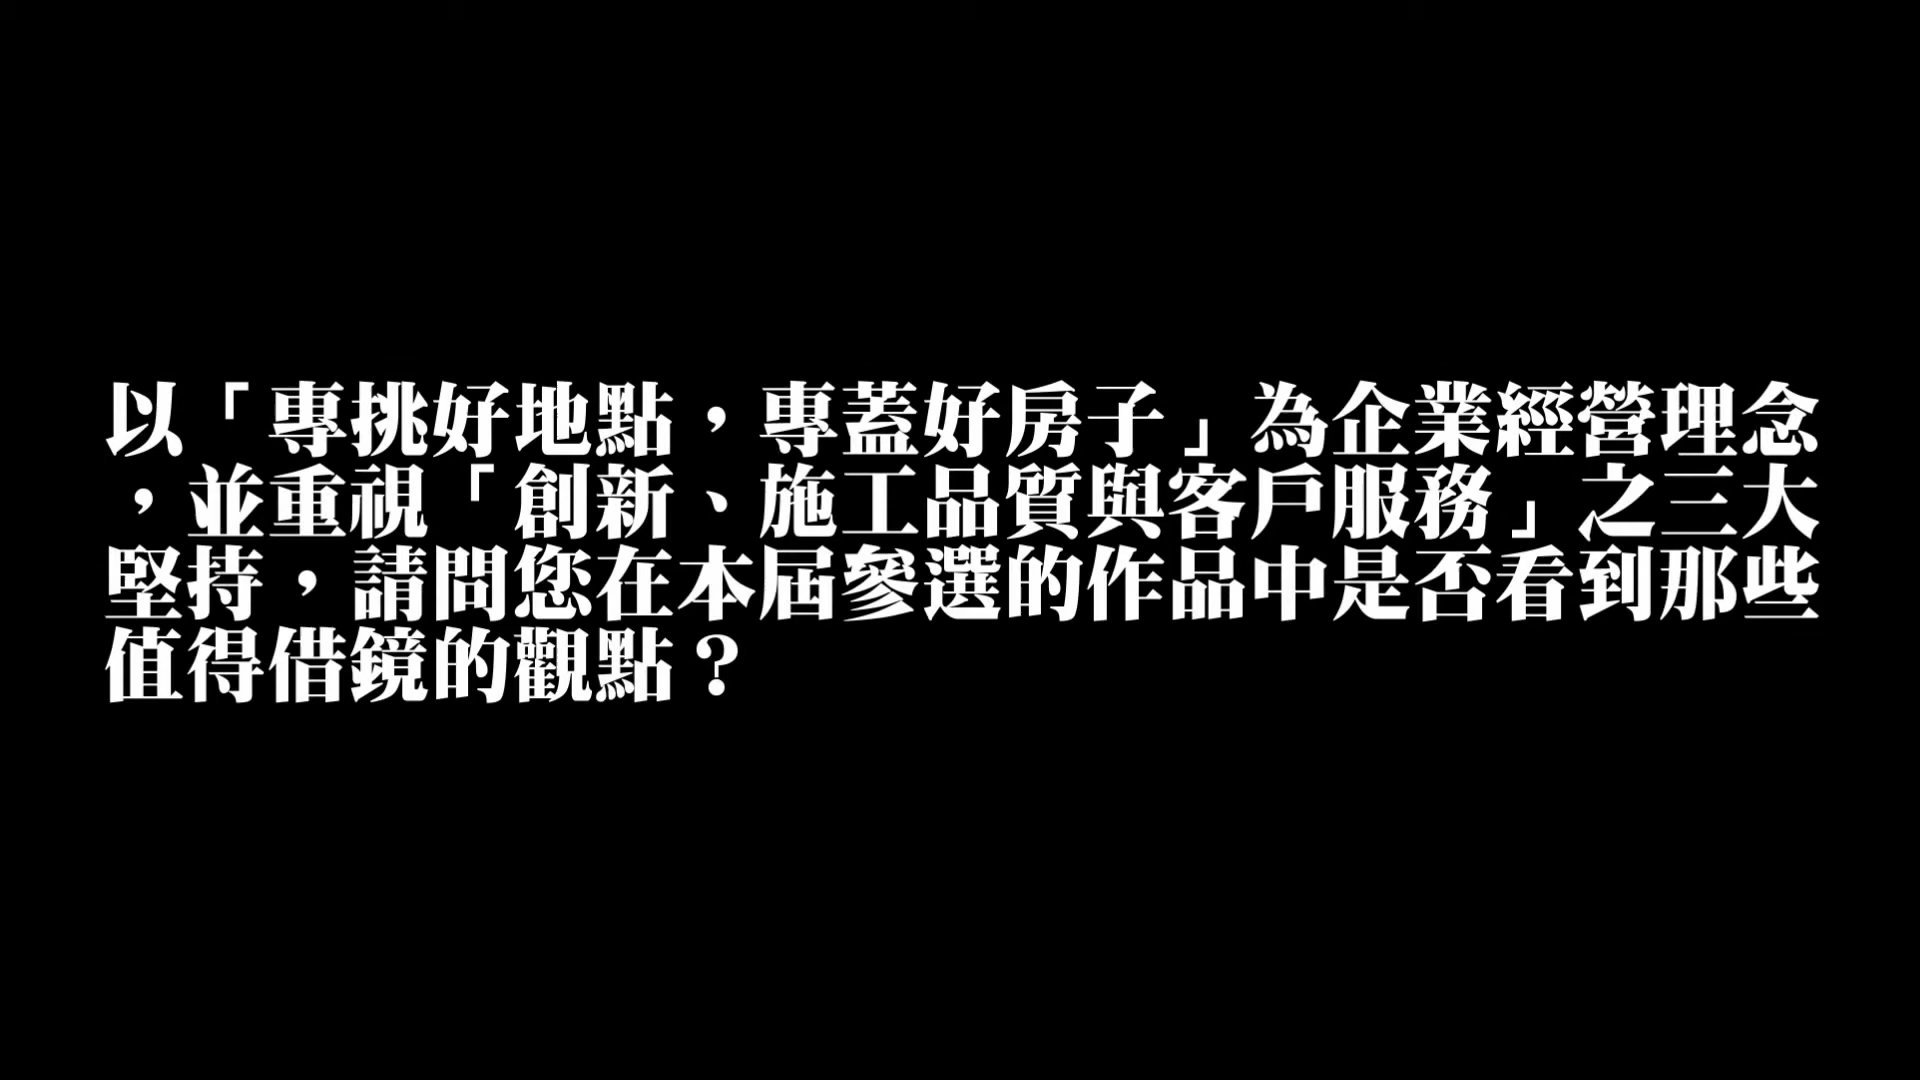 以「專挑好地點，專蓋好房子」為企業經營理念
，並重視「創新、施工品質與客戶服務」之三大
堅持，請問您在本屆參選的作品中是否看到那些
值得借鏡的觀點？